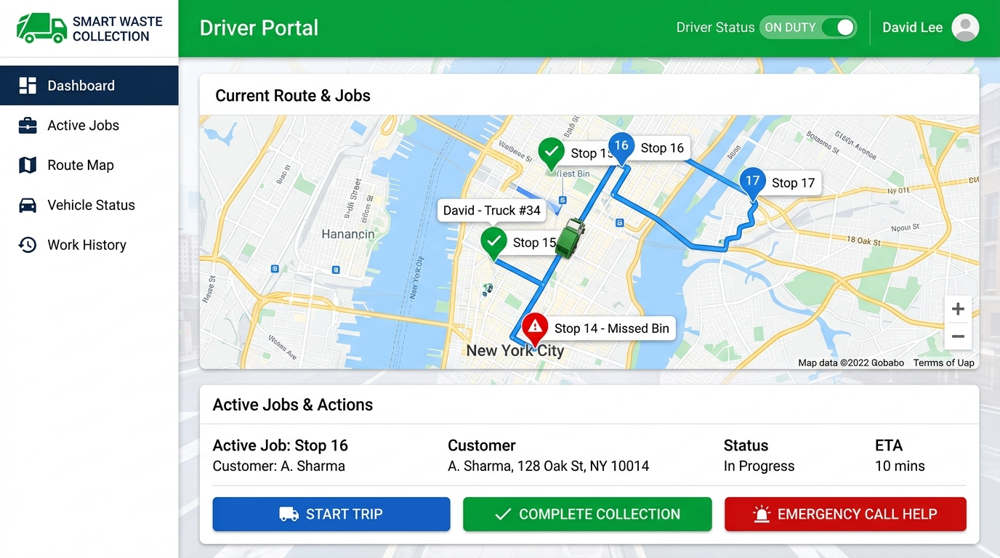 SMART WASTE
COLLECTION
Driver Portal
Driver Status
ON DUTY
David Lee
Dashboard
Active Jobs
Route Map
Vehicle Status
Work History
Current Route & Jobs
Stop 15
16
Stop 16
17
Stop 17
David - Truck #34
Stop 15
Hanancin
18 Oak St
Stop 14 - Missed Bin
New York City
+
−
Map data ©2022 Gobabo
Terms of Uap
Active Jobs & Actions
Active Job: Stop 16
Customer: A. Sharma
Customer
A. Sharma, 128 Oak St, NY 10014
Status
In Progress
ETA
10 mins
START TRIP
COMPLETE COLLECTION
EMERGENCY CALL HELP